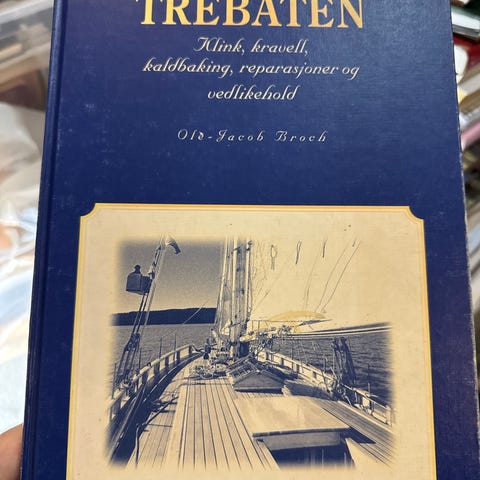 TREBÅTEN
Klink, kravell,
kaldbaking, reparasjoner og
vedlikehold
Ole-Jacob Broch